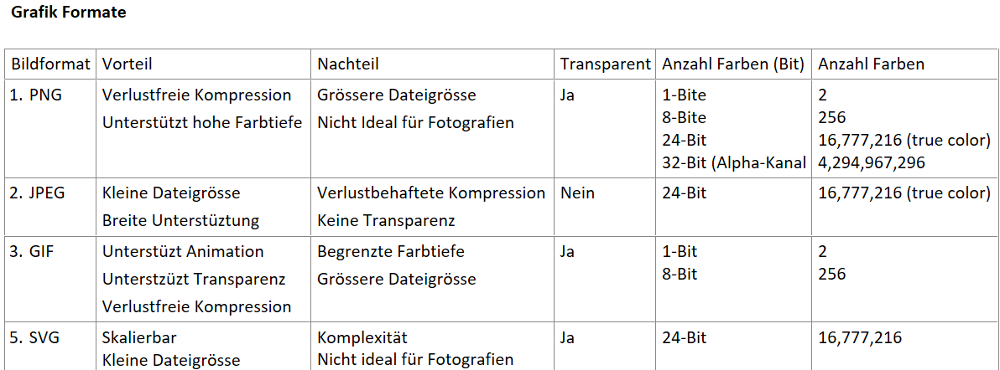 Grafik Formate
Bildformat Vorteil Nachteil Transparent Anzahl Farben (Bit) Anzahl Farben
1. PNG Verlustfreie Kompression Grössere Dateigrösse Ja 1-Bite 2
Unterstützt hohe Farbtiefe Nicht Ideal für Fotografien 8-Bite 256
24-Bit 16,777,216 (true color)
32-Bit (Alpha-Kanal 4,294,967,296
2. JPEG Kleine Dateigrösse Verlustbehaftete Kompression Nein 24-Bit 16,777,216 (true color)
Breite Unterstüztung Keine Transparenz
3. GIF Unterstüzt Animation Begrenzte Farbtiefe Ja 1-Bit 2
Unterstzüzt Transparenz Grössere Dateigrösse 8-Bit 256
Verlustfreie Kompression
5. SVG Skalierbar Komplexität Ja 24-Bit 16,777,216
Kleine Dateigrösse Nicht ideal für Fotografien